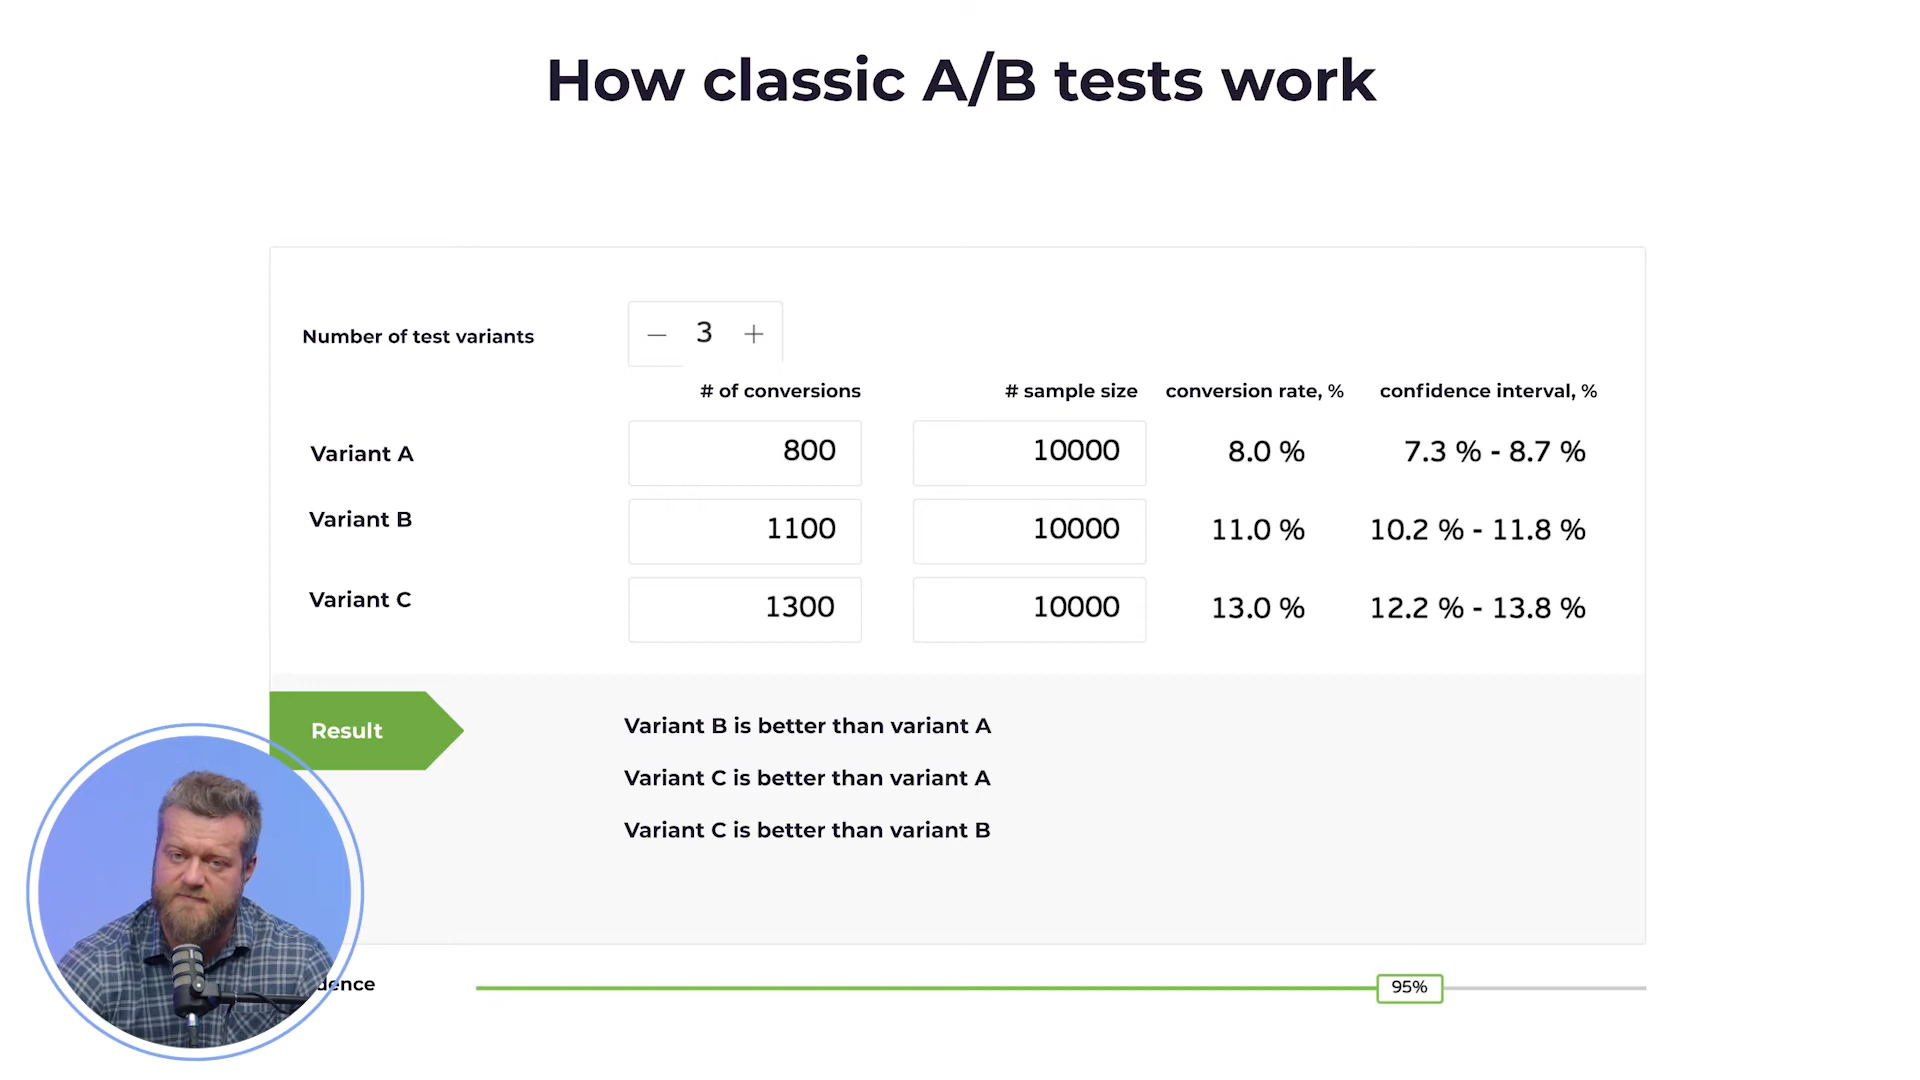 How classic A/B tests work
Number of test variants
— 3 +
# of conversions # sample size conversion rate, % confidence interval, %
Variant A 800 10000 8.0 % 7.3 % - 8.7 %
Variant B 1100 10000 11.0 % 10.2 % - 11.8 %
Variant C 1300 10000 13.0 % 12.2 % - 13.8 %
Result
Variant B is better than variant A
Variant C is better than variant A
Variant C is better than variant B
dence 95%